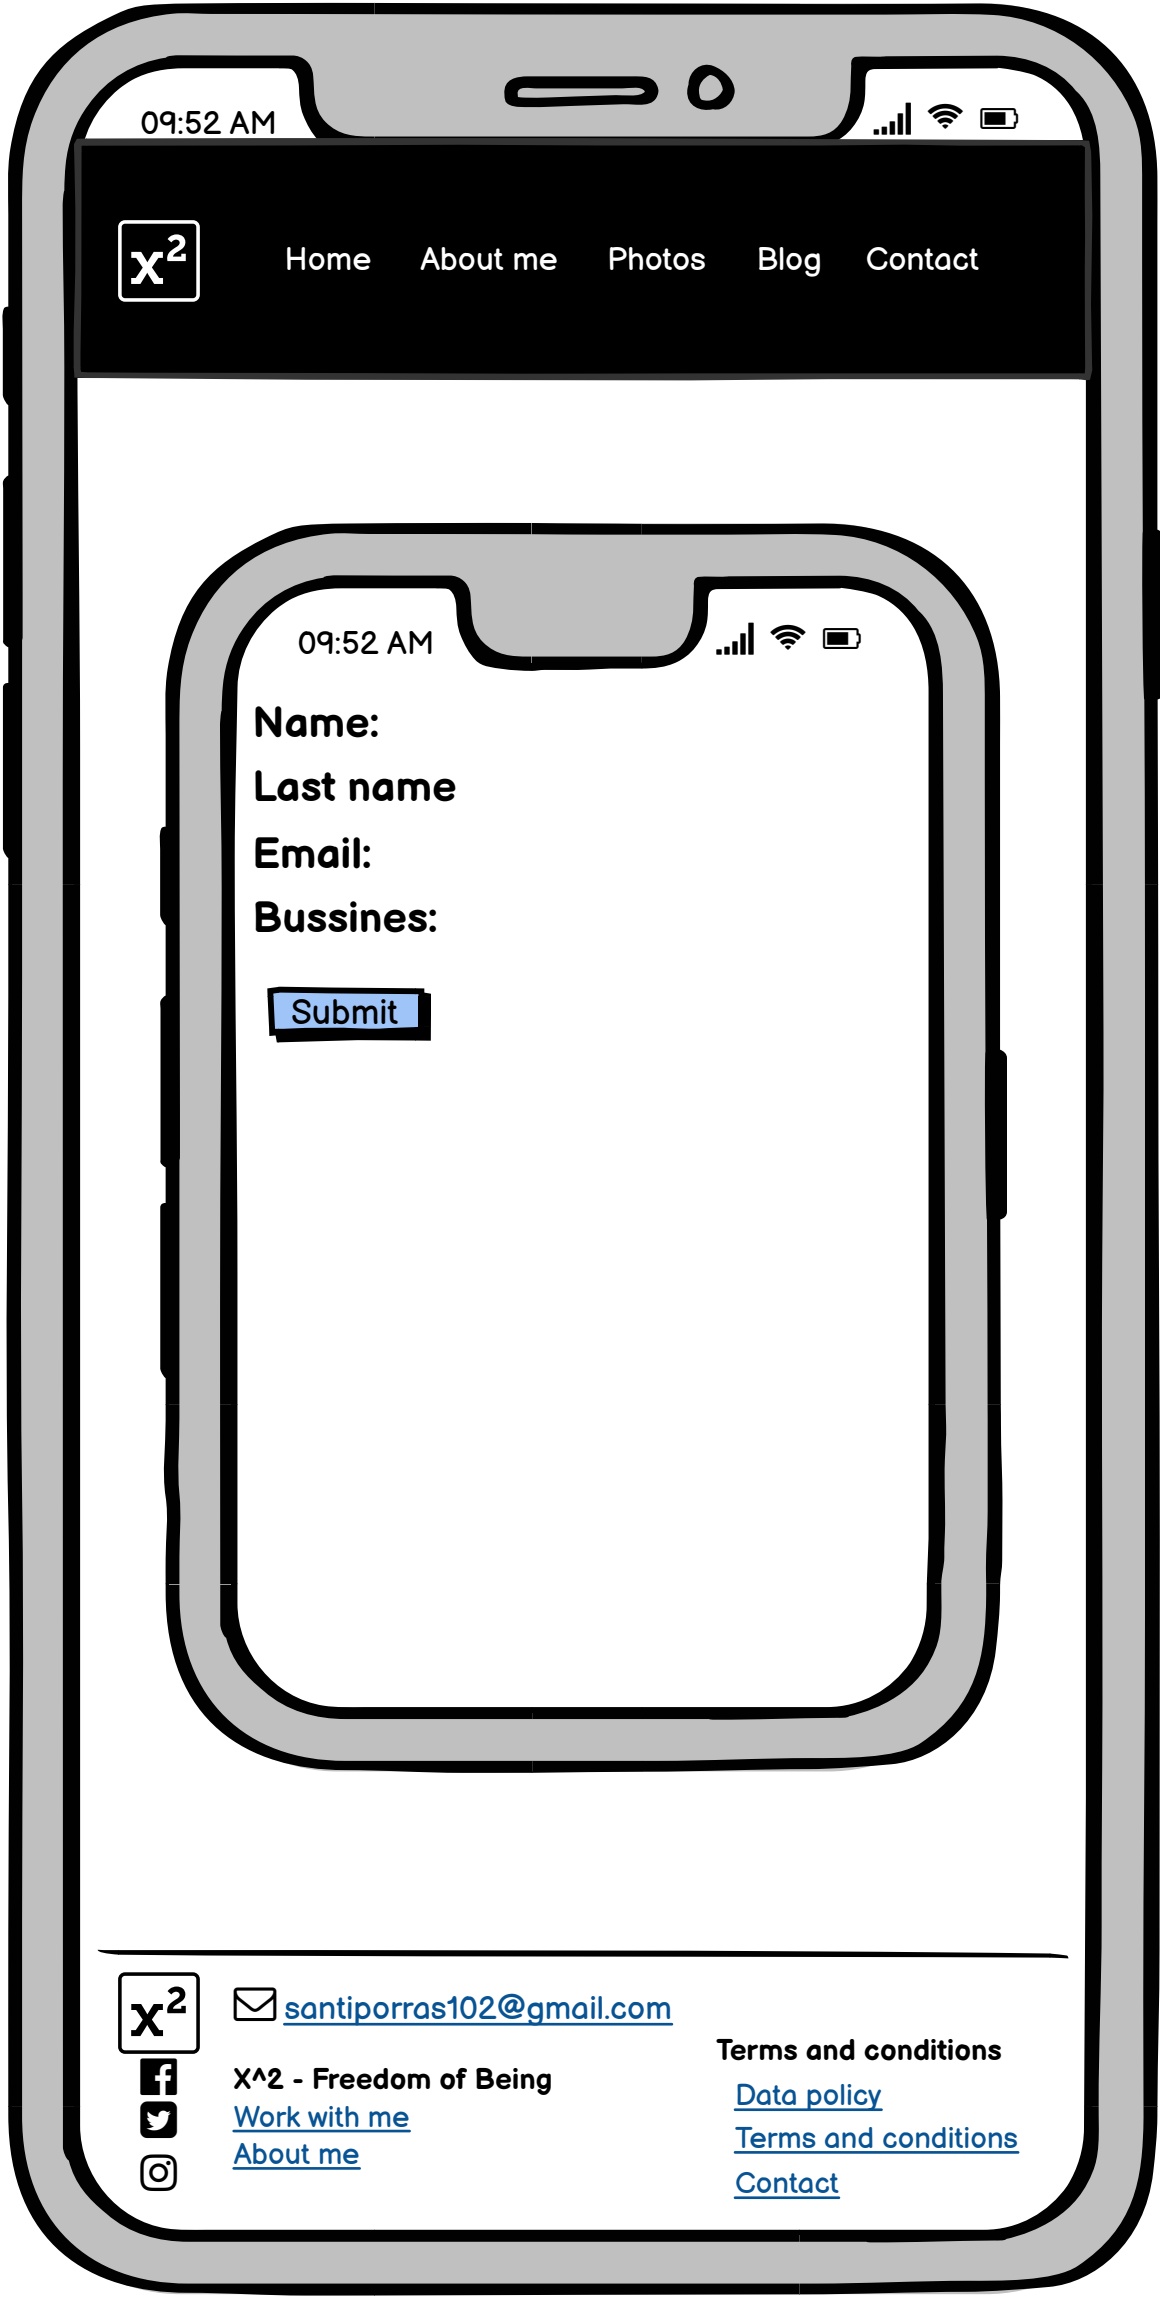 09:52 AM
x²
Home About me Photos Blog Contact
09:52 AM
Name:
Last name
Email:
Bussines:
Submit
x²
santiporras102@gmail.com
X^2 - Freedom of Being
Work with me
About me
Terms and conditions
Data policy
Terms and conditions
Contact